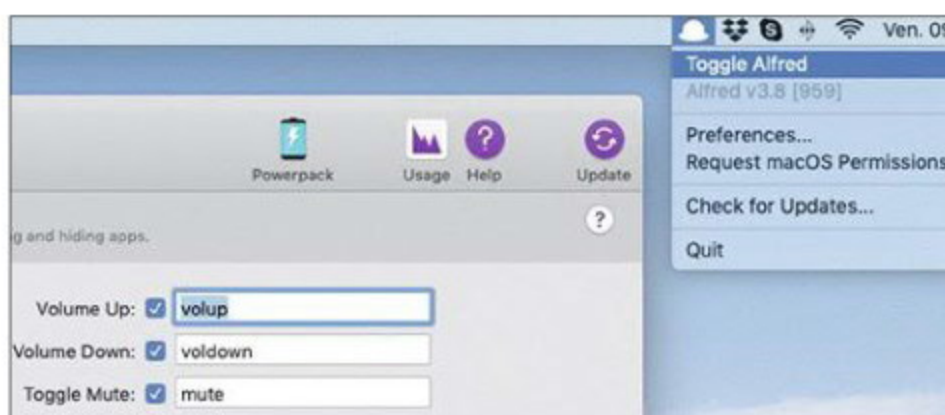 Ven. 09
Toggle Alfred
Alfred v3.8 [959]
Preferences...
Request macOS Permissions
Check for Updates...
Quit
Powerpack
Usage
Help
Update
?
g and hiding apps.
Volume Up: volup
Volume Down: voldown
Toggle Mute: mute